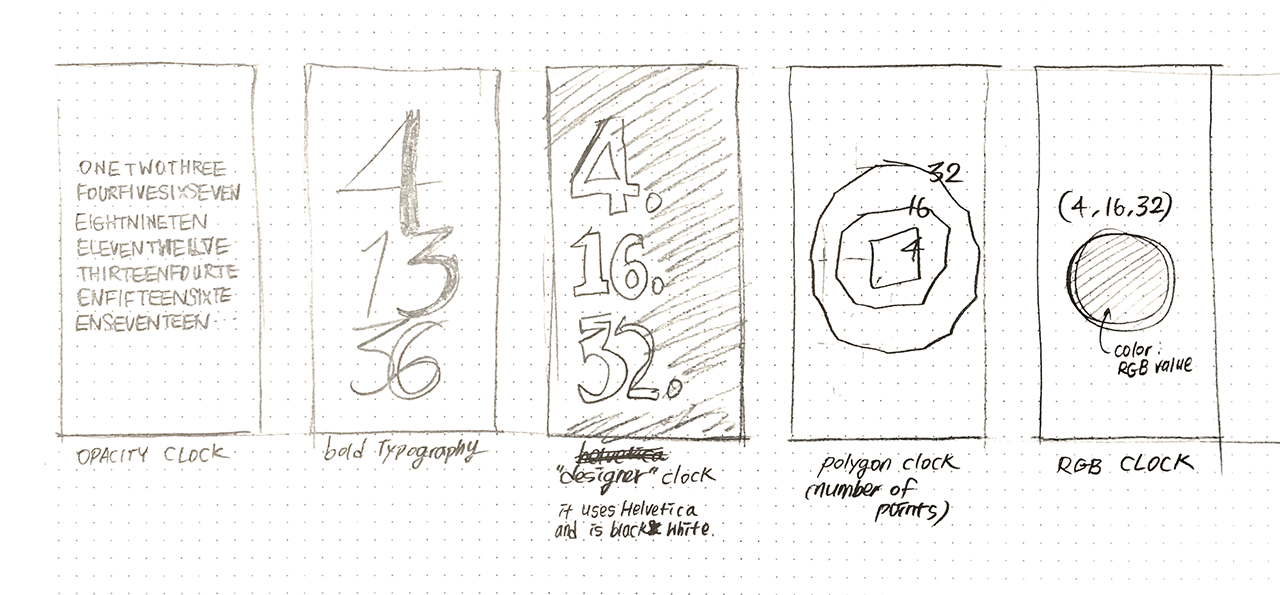 ONETWOTHREE
FOURFIVESIXSEVEN
EIGHTNINETEN
ELEVENTWELVE
THIRTEENFOURTE
ENFIFTEENSIXTE
ENSEVENTEEN...
OPACITY CLOCK
4
13
36
bold Typography
4.
16.
32.
helvetica
"designer" clock
it uses Helvetica
and is black & white.
32
16
4
polygon clock
(number of
points)
(4,16,32)
color:
RGB value
RGB CLOCK